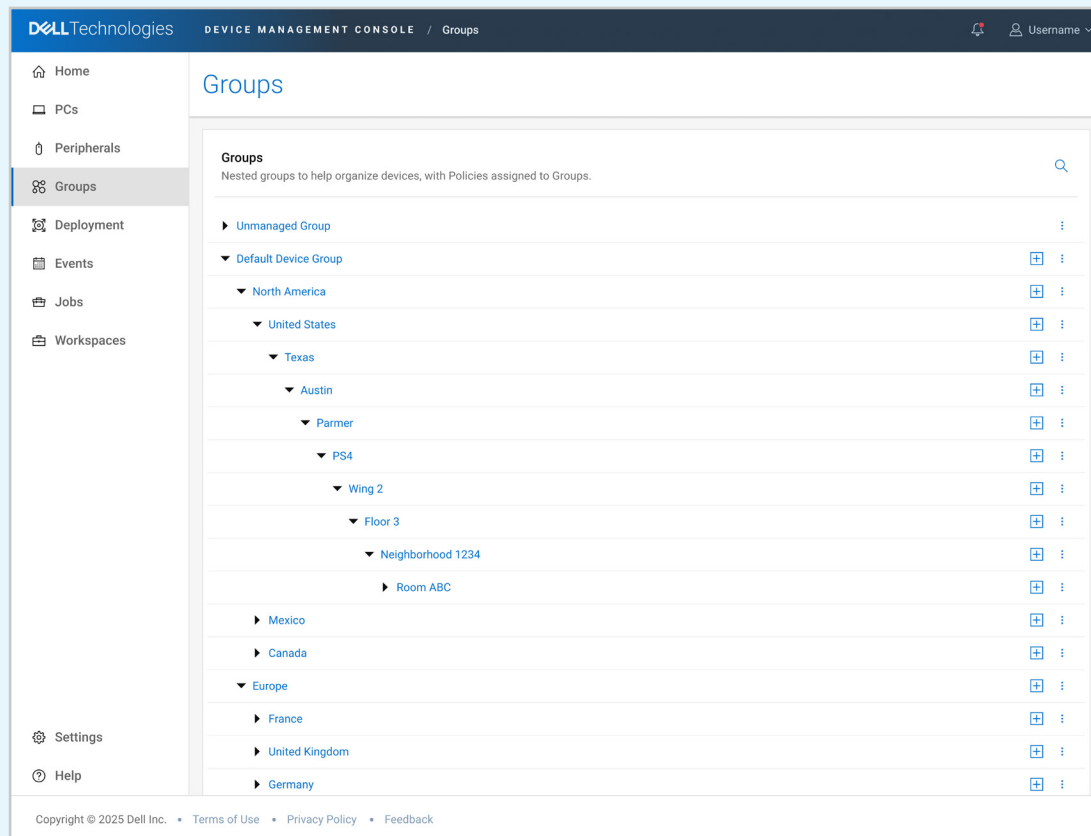 DELLTechnologies DEVICE MANAGEMENT CONSOLE / Groups Username
Home
PCs
Peripherals
Groups
Deployment
Events
Jobs
Workspaces
Settings
Help
Groups
Groups
Nested groups to help organize devices, with Policies assigned to Groups.
Unmanaged Group
Default Device Group
North America
United States
Texas
Austin
Parmer
PS4
Wing 2
Floor 3
Neighborhood 1234
Room ABC
Mexico
Canada
Europe
France
United Kingdom
Germany
Copyright © 2025 Dell Inc. • Terms of Use • Privacy Policy • Feedback